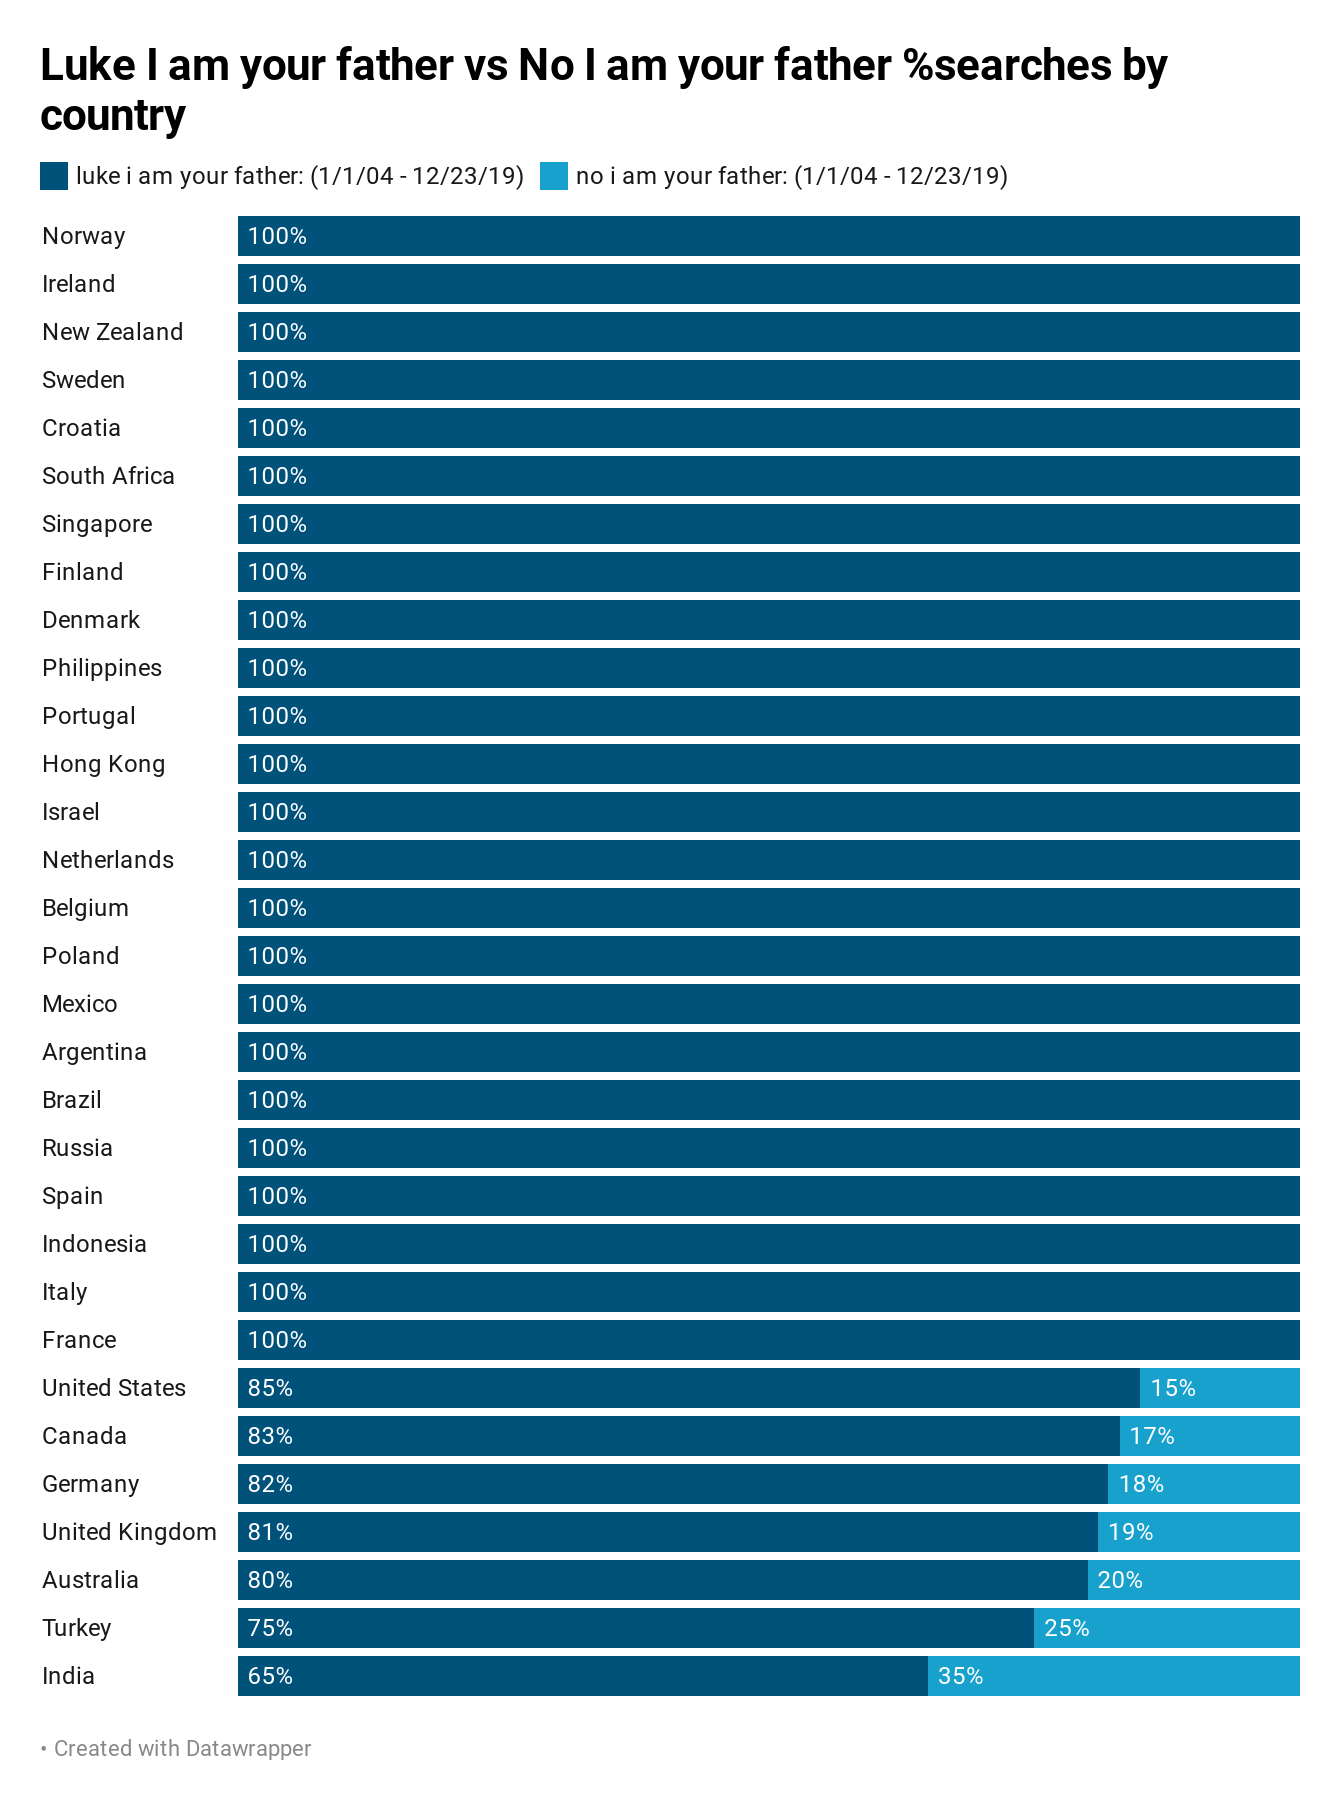 Luke I am your father vs No I am your father %searches by
country
luke i am your father: (1/1/04 - 12/23/19) no i am your father: (1/1/04 - 12/23/19)
Norway 100%
Ireland 100%
New Zealand 100%
Sweden 100%
Croatia 100%
South Africa 100%
Singapore 100%
Finland 100%
Denmark 100%
Philippines 100%
Portugal 100%
Hong Kong 100%
Israel 100%
Netherlands 100%
Belgium 100%
Poland 100%
Mexico 100%
Argentina 100%
Brazil 100%
Russia 100%
Spain 100%
Indonesia 100%
Italy 100%
France 100%
United States 85% 15%
Canada 83% 17%
Germany 82% 18%
United Kingdom 81% 19%
Australia 80% 20%
Turkey 75% 25%
India 65% 35%
• Created with Datawrapper